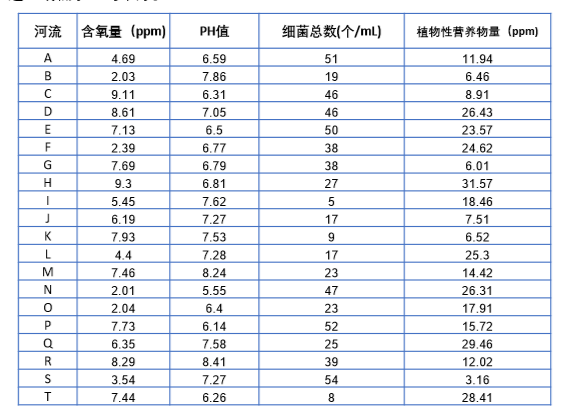 河流 含氧量（ppm) PH值 细菌总数(个/mL) 植物性营养物量（ppm)
A 4.69 6.59 51 11.94
B 2.03 7.86 19 6.46
C 9.11 6.31 46 8.91
D 8.61 7.05 46 26.43
E 7.13 6.5 50 23.57
F 2.39 6.77 38 24.62
G 7.69 6.79 38 6.01
H 9.3 6.81 27 31.57
I 5.45 7.62 5 18.46
J 6.19 7.27 17 7.51
K 7.93 7.53 9 6.52
L 4.4 7.28 17 25.3
M 7.46 8.24 23 14.42
N 2.01 5.55 47 26.31
O 2.04 6.4 23 17.91
P 7.73 6.14 52 15.72
Q 6.35 7.58 25 29.46
R 8.29 8.41 39 12.02
S 3.54 7.27 54 3.16
T 7.44 6.26 8 28.41